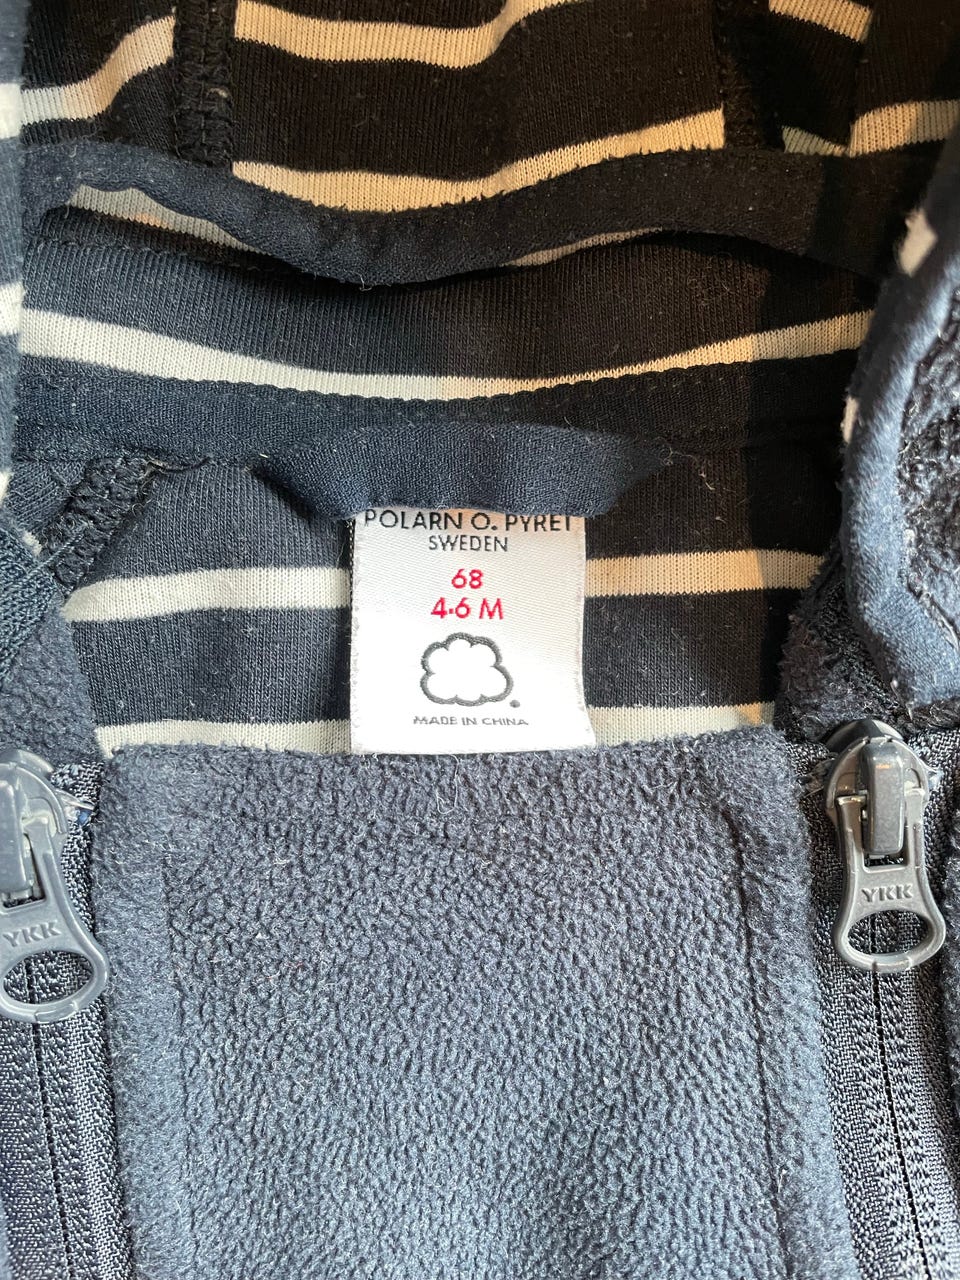 POLARN O. PYRET
SWEDEN
68
4-6 M
MADE IN CHINA
YKK
YKK